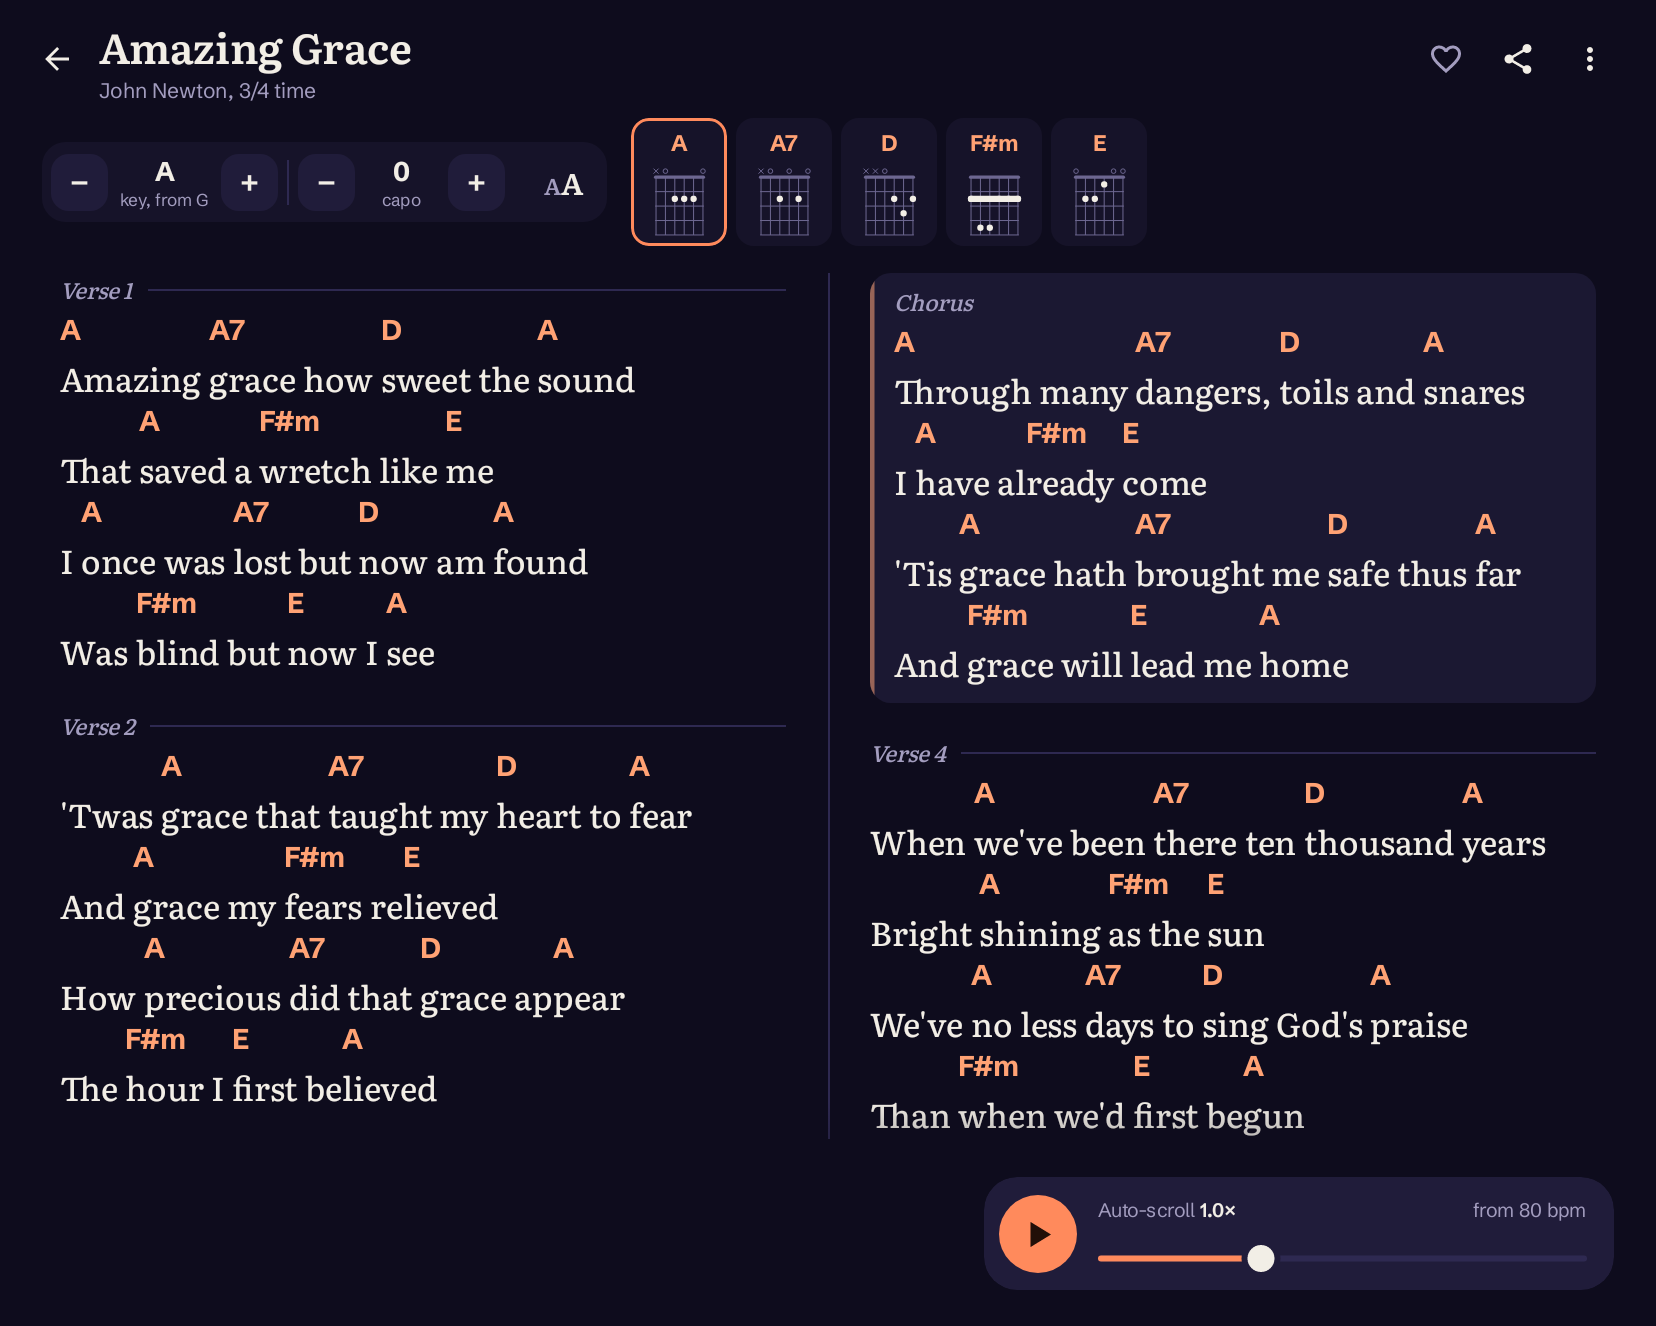 Amazing Grace
John Newton, 3/4 time
− A + − 0 + AA
key, from G capo
A A7 D F#m E
Verse 1
A A7 D A
Amazing grace how sweet the sound
A F#m E
That saved a wretch like me
A A7 D A
I once was lost but now am found
F#m E A
Was blind but now I see
Verse 2
A A7 D A
'Twas grace that taught my heart to fear
A F#m E
And grace my fears relieved
A A7 D A
How precious did that grace appear
F#m E A
The hour I first believed
Chorus
A A7 D A
Through many dangers, toils and snares
A F#m E
I have already come
A A7 D A
'Tis grace hath brought me safe thus far
F#m E A
And grace will lead me home
Verse 4
A A7 D A
When we've been there ten thousand years
A F#m E
Bright shining as the sun
A A7 D A
We've no less days to sing God's praise
F#m E A
Than when we'd first begun
Auto-scroll 1.0× from 80 bpm